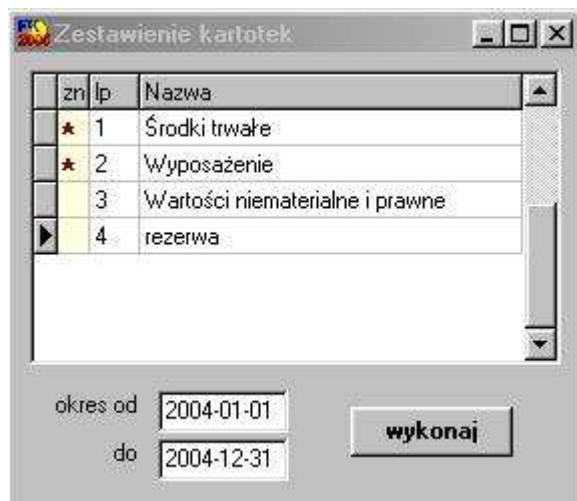 Zestawienie kartotek
zn lp Nazwa
* 1 Środki trwałe
* 2 Wyposażenie
3 Wartości niematerialne i prawne
4 rezerwa
okres od 2004-01-01
wykonaj
do 2004-12-31